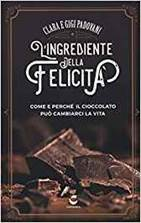 CLARA E GIGI PADOVANI
L'INGREDIENTE
DELLA
FELICITÀ
COME E PERCHÉ IL CIOCCOLATO
PUÒ CAMBIARCI LA VITA